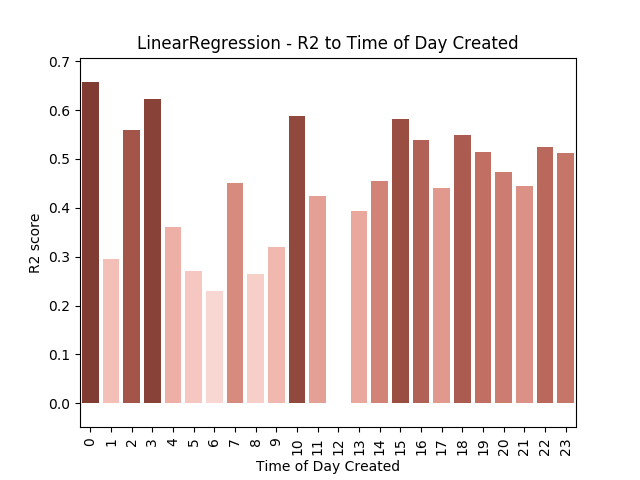 LinearRegression - R2 to Time of Day Created
0.7
0.6
0.5
0.4
0.3
0.2
0.1
0.0
R2 score
0 1 2 3 4 5 6 7 8 9 10 11 12 13 14 15 16 17 18 19 20 21 22 23
Time of Day Created